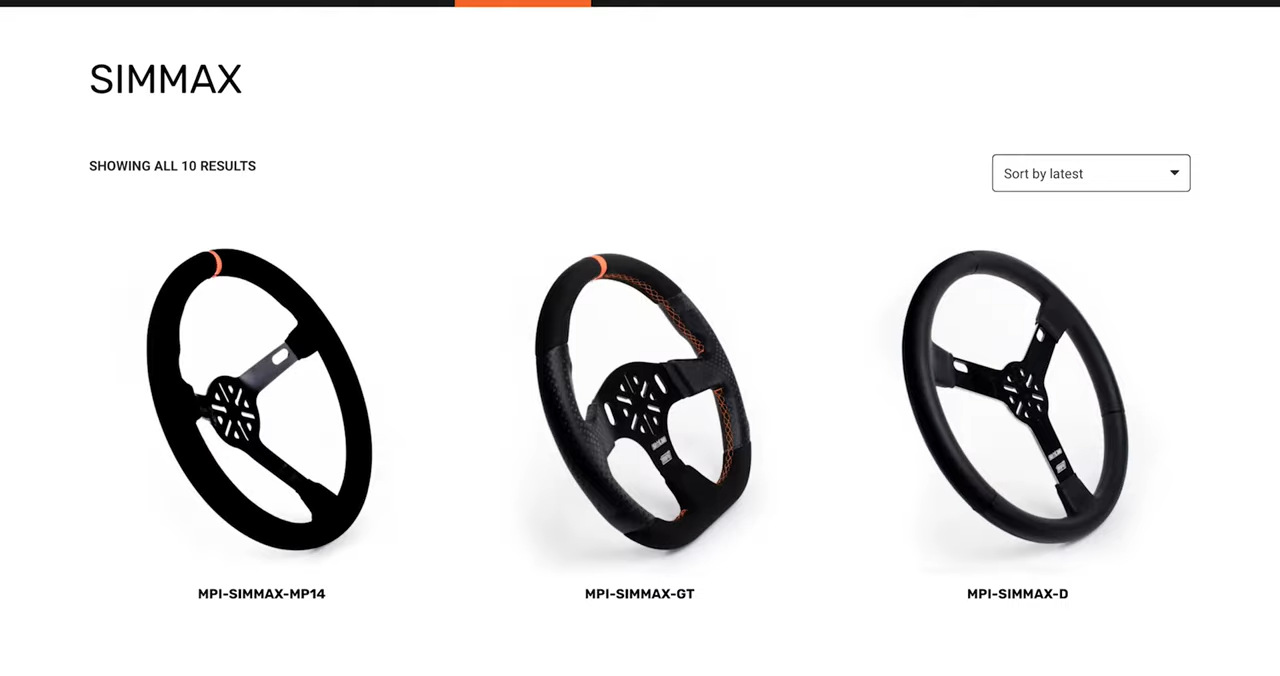 SIMMAX
SHOWING ALL 10 RESULTS
Sort by latest
MPI-SIMMAX-MP14
MPI-SIMMAX-GT
MPI-SIMMAX-D